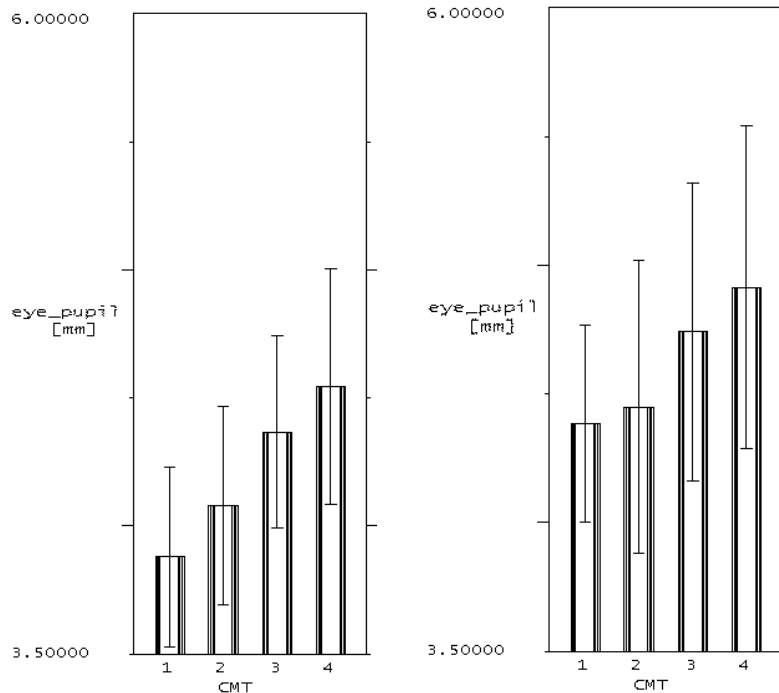 6.00000
eye_pupil
[mm]
3.50000
1 2 3 4
CMT
6.00000
eye_pupil
[mm]
3.50000
1 2 3 4
CMT